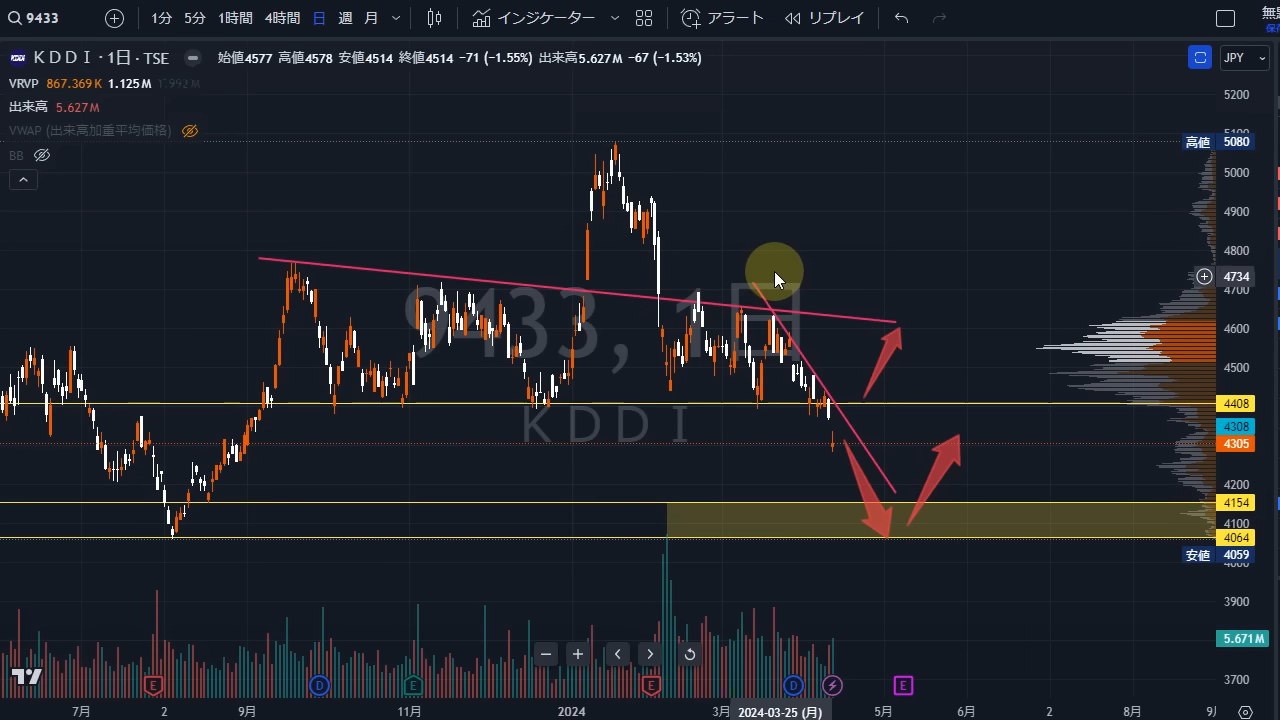 9433
1分 5分 1時間 4時間 日 週 月 インジケーター アラート リプレイ
ＫＤＤＩ・1日・TSE 始値4577 高値4578 安値4514 終値4514 −71 (−1.55%) 出来高5.627M −67 (−1.53%)
JPY
VRVP 867.369K 1.125M 1.992M
出来高 5.627M
VWAP (出来高加重平均価格)
BB
5200
高値 5080
5000
4900
4800
4734
4700
4600
4500
4408
4308
4305
4200
4154
4100
4064
安値 4059
4000
3900
5.671M
3700
9433, 1日
ＫＤＤＩ
E D E E D E
7月 2 9月 11月 2024 3月 2024-03-25 (月) 5月 6月 2 8月